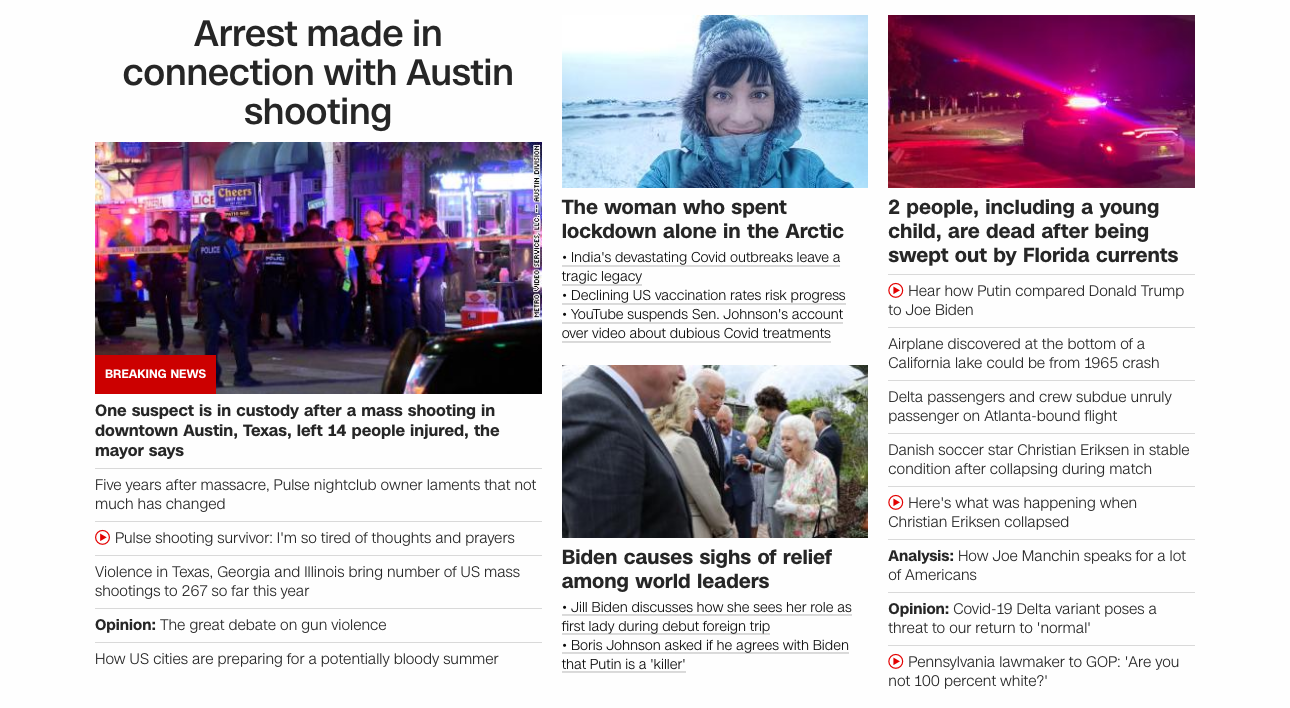 Arrest made in
connection with Austin
shooting
Cheers
SHOT BAR
POLICE
METRO VIDEO SERVICES, LLC. -- AUSTIN DIVISION
BREAKING NEWS
One suspect is in custody after a mass shooting in
downtown Austin, Texas, left 14 people injured, the
mayor says
Five years after massacre, Pulse nightclub owner laments that not
much has changed
Pulse shooting survivor: I'm so tired of thoughts and prayers
Violence in Texas, Georgia and Illinois bring number of US mass
shootings to 267 so far this year
Opinion: The great debate on gun violence
How US cities are preparing for a potentially bloody summer
The woman who spent
lockdown alone in the Arctic
• India's devastating Covid outbreaks leave a
tragic legacy
• Declining US vaccination rates risk progress
• YouTube suspends Sen. Johnson's account
over video about dubious Covid treatments
Biden causes sighs of relief
among world leaders
• Jill Biden discusses how she sees her role as
first lady during debut foreign trip
• Boris Johnson asked if he agrees with Biden
that Putin is a 'killer'
2 people, including a young
child, are dead after being
swept out by Florida currents
Hear how Putin compared Donald Trump
to Joe Biden
Airplane discovered at the bottom of a
California lake could be from 1965 crash
Delta passengers and crew subdue unruly
passenger on Atlanta-bound flight
Danish soccer star Christian Eriksen in stable
condition after collapsing during match
Here's what was happening when
Christian Eriksen collapsed
Analysis: How Joe Manchin speaks for a lot
of Americans
Opinion: Covid-19 Delta variant poses a
threat to our return to 'normal'
Pennsylvania lawmaker to GOP: 'Are you
not 100 percent white?'